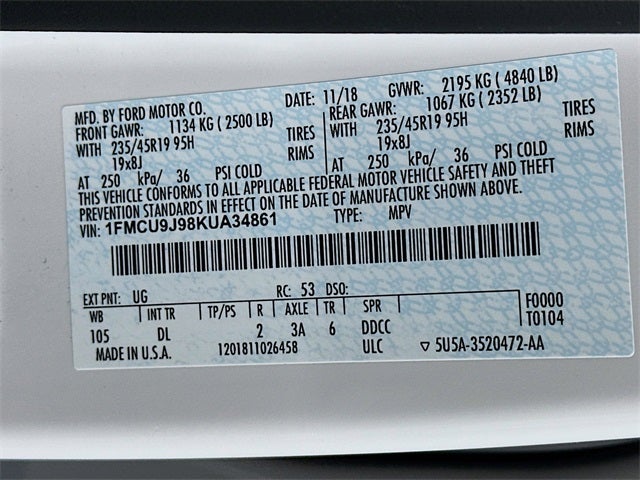 MFD. BY FORD MOTOR CO. DATE: 11/18 GVWR: 2195 KG ( 4840 LB)
FRONT GAWR: 1134 KG ( 2500 LB) REAR GAWR: 1067 KG ( 2352 LB)
WITH 235/45R19 95H TIRES WITH 235/45R19 95H TIRES
19x8J RIMS 19x8J RIMS
AT 250 kPa/ 36 PSI COLD AT 250 kPa/ 36 PSI COLD
THIS VEHICLE CONFORMS TO ALL APPLICABLE FEDERAL MOTOR VEHICLE SAFETY AND THEFT
PREVENTION STANDARDS IN EFFECT ON THE DATE OF MANUFACTURE SHOWN ABOVE.
VIN: 1FMCU9J98KUA34861 TYPE: MPV
EXT PNT: UG RC: 53 DSO:
WB INT TR TP/PS R AXLE TR SPR F0000
105 DL 2 3A 6 DDCC T0104
MADE IN U.S.A. 1201811026458 ULC ▽ 5U5A-3520472-AA